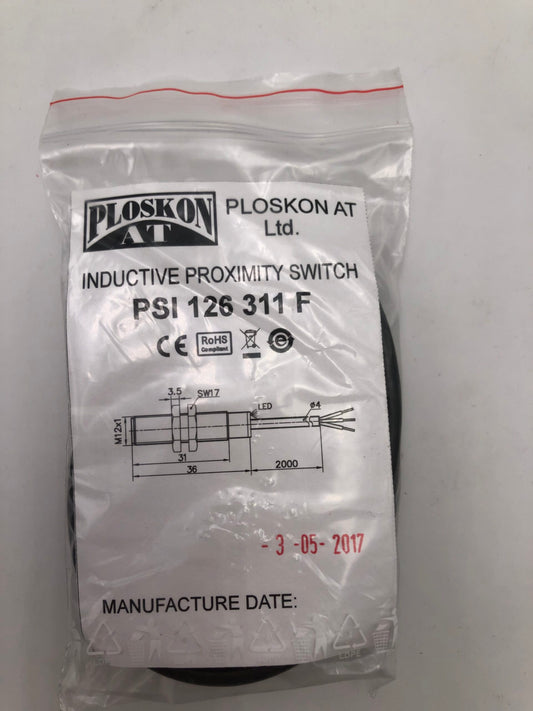 PLOSKON
AT
PLOSKON AT
Ltd.
INDUCTIVE PROXIMITY SWITCH
PSI 126 311 F
CE RoHS
Compliant
3.5
SW17
LED
ø4
M12x1
31
36
2000
- 3 -05- 2017
MANUFACTURE DATE:
LDPE